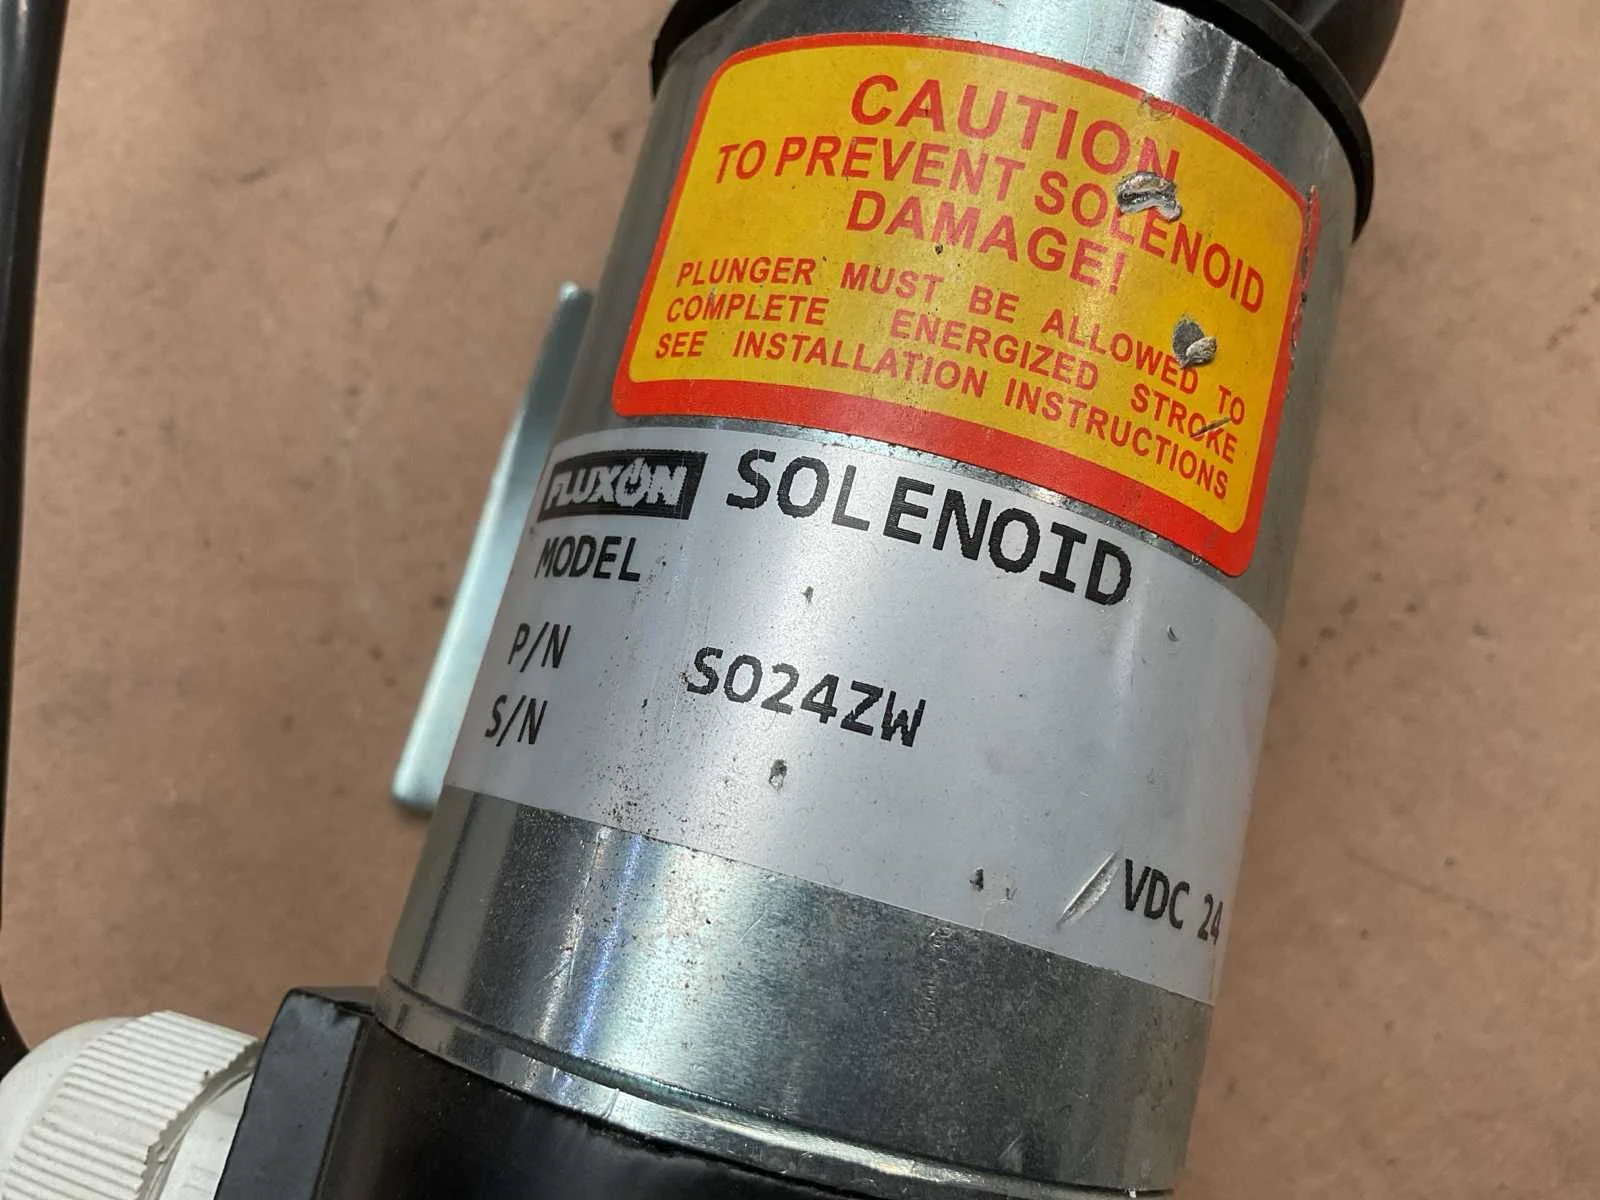 CAUTION
TO PREVENT SOLENOID
DAMAGE!
PLUNGER MUST BE ALLOWED TO
COMPLETE ENERGIZED STROKE
SEE INSTALLATION INSTRUCTIONS
FLUXON SOLENOID
MODEL
P/N SO24ZW
S/N
VDC 24